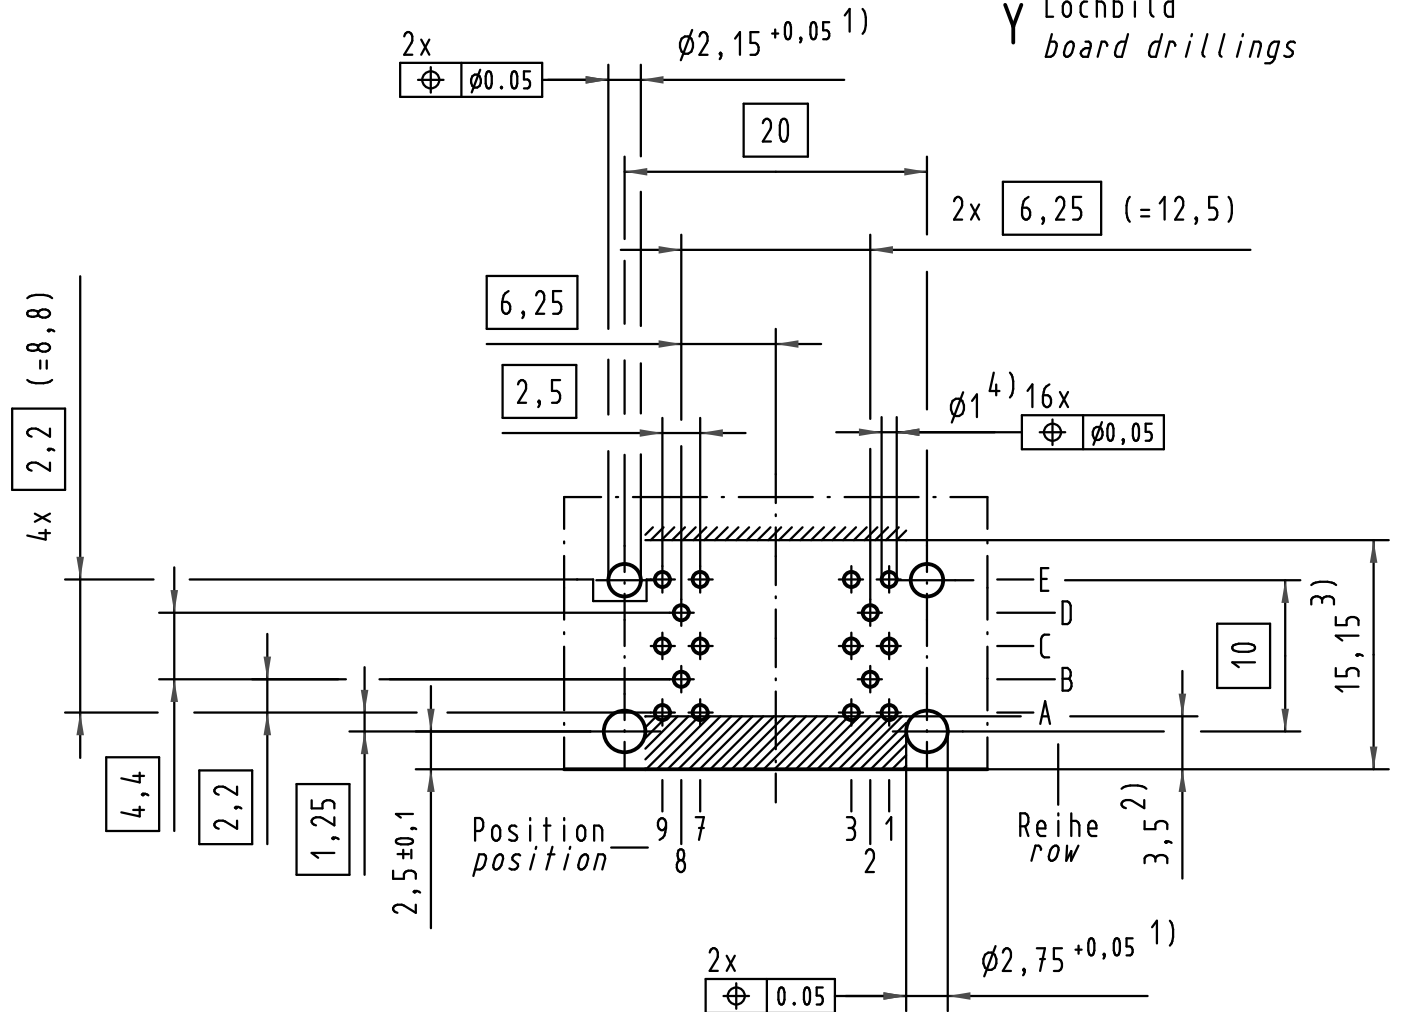 Y Lochbild
board drillings
2x
⌖ ø0.05
ø2,15 +0,05 1)
20
2x 6,25 (=12,5)
6,25
2,5
ø1 4) 16x
⌖ ø0,05
4x 2,2 (=8,8)
E
D
C
B
A
10
15,15 3)
4,4
2,2
1,25
2,5±0,1
3,5 2)
Position
position
9 7 3 1
8 2
Reihe
row
2x
⌖ 0.05
ø2,75 +0,05 1)